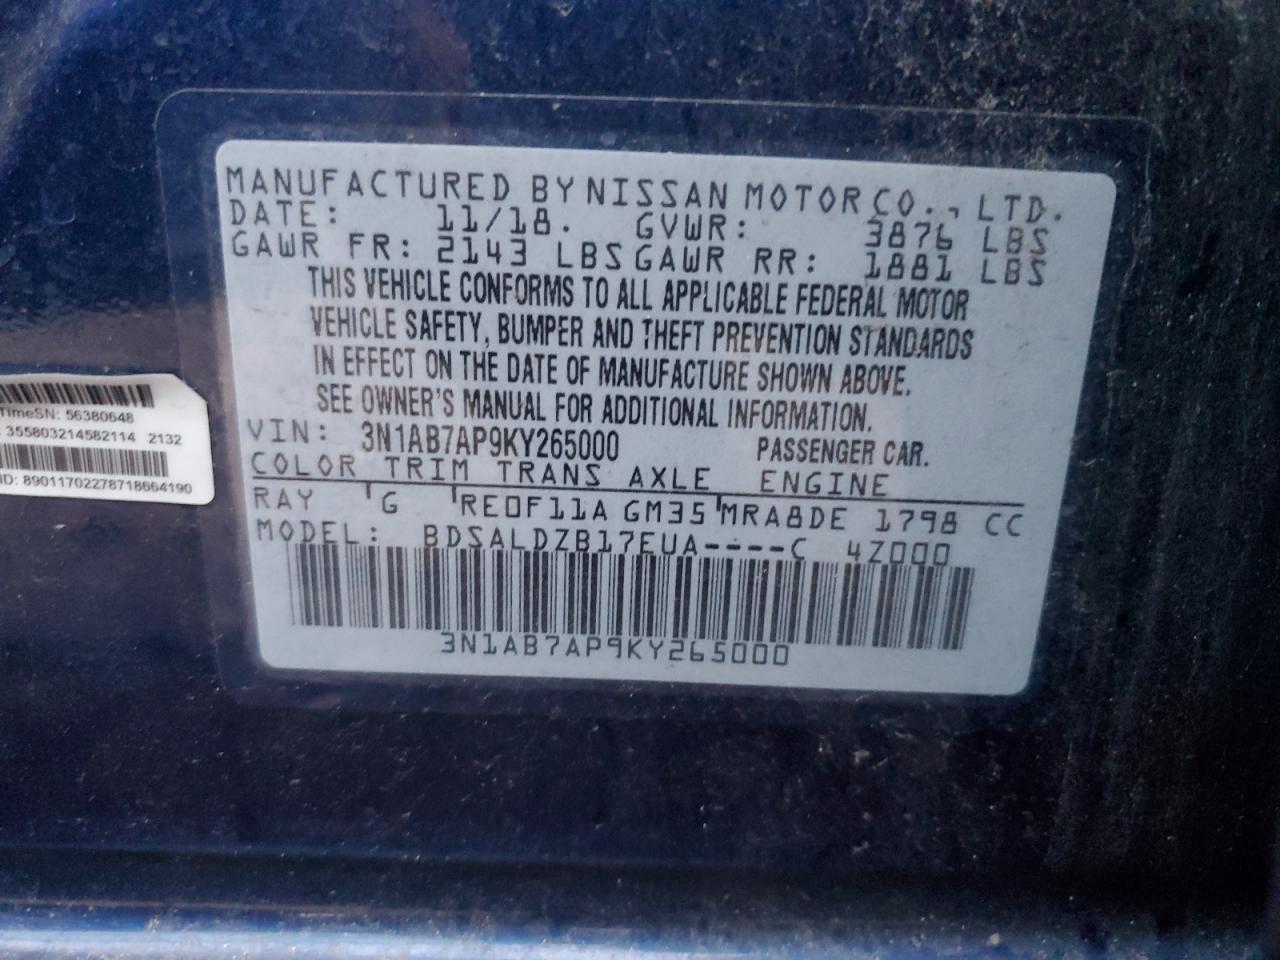 MANUFACTURED BY NISSAN MOTOR CO., LTD.
DATE: 11/18. GVWR: 3876 LBS
GAWR FR: 2143 LBS GAWR RR: 1881 LBS
THIS VEHICLE CONFORMS TO ALL APPLICABLE FEDERAL MOTOR
VEHICLE SAFETY, BUMPER AND THEFT PREVENTION STANDARDS
IN EFFECT ON THE DATE OF MANUFACTURE SHOWN ABOVE.
SEE OWNER'S MANUAL FOR ADDITIONAL INFORMATION.
VIN: 3N1AB7AP9KY265000 PASSENGER CAR.
COLOR TRIM TRANS AXLE ENGINE
RAY G RE0F11A GM35 MRA8DE 1798 CC
MODEL: BDSALDZB17EUA----C 4Z000
3N1AB7AP9KY265000
TimeSN: 56380648
355803214582114 2132
ID: 89011702278718664190